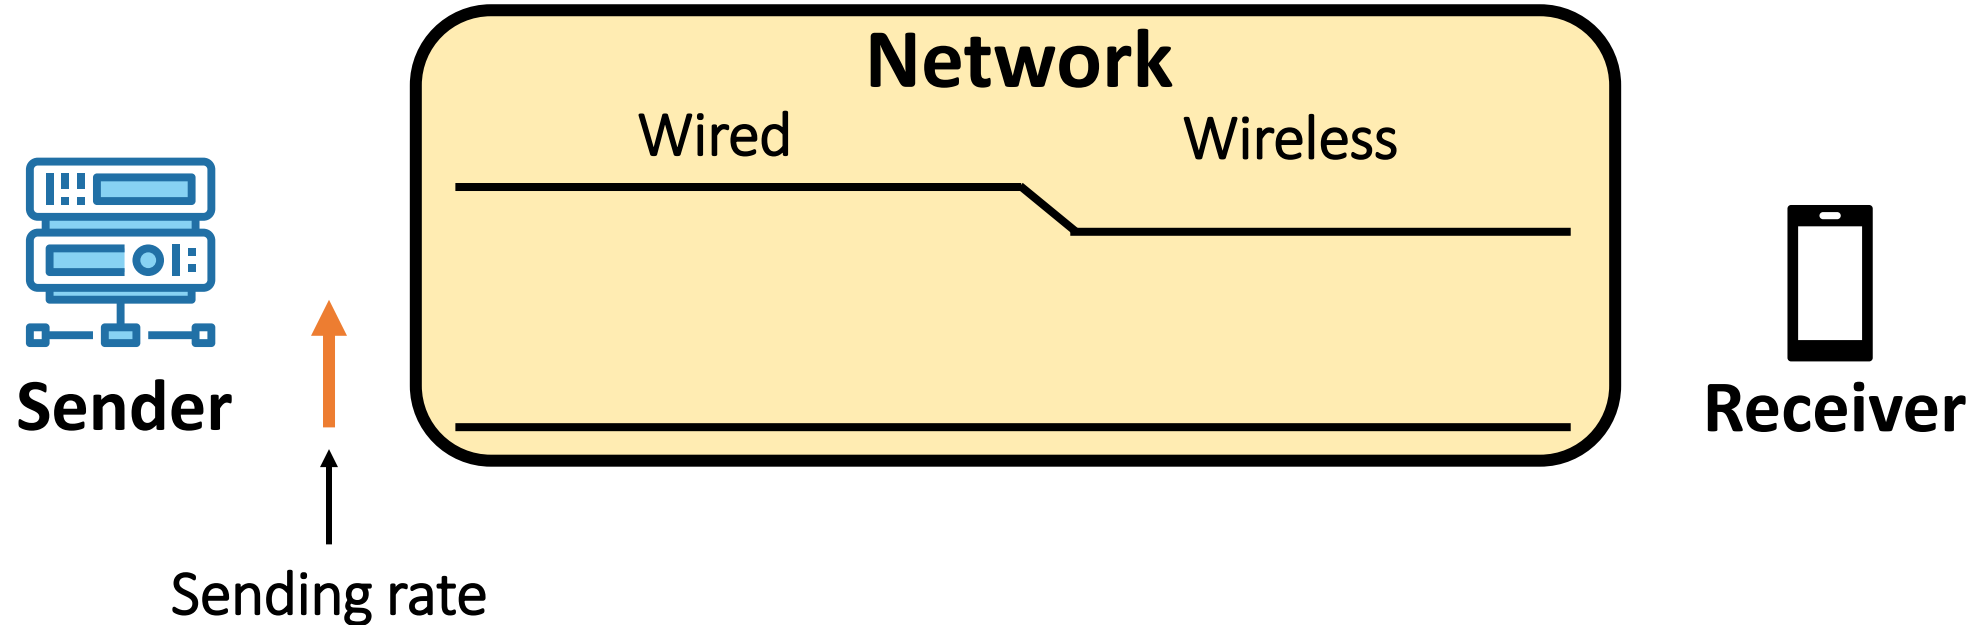 Network
Wired
Wireless
Sender
Receiver
Sending rate